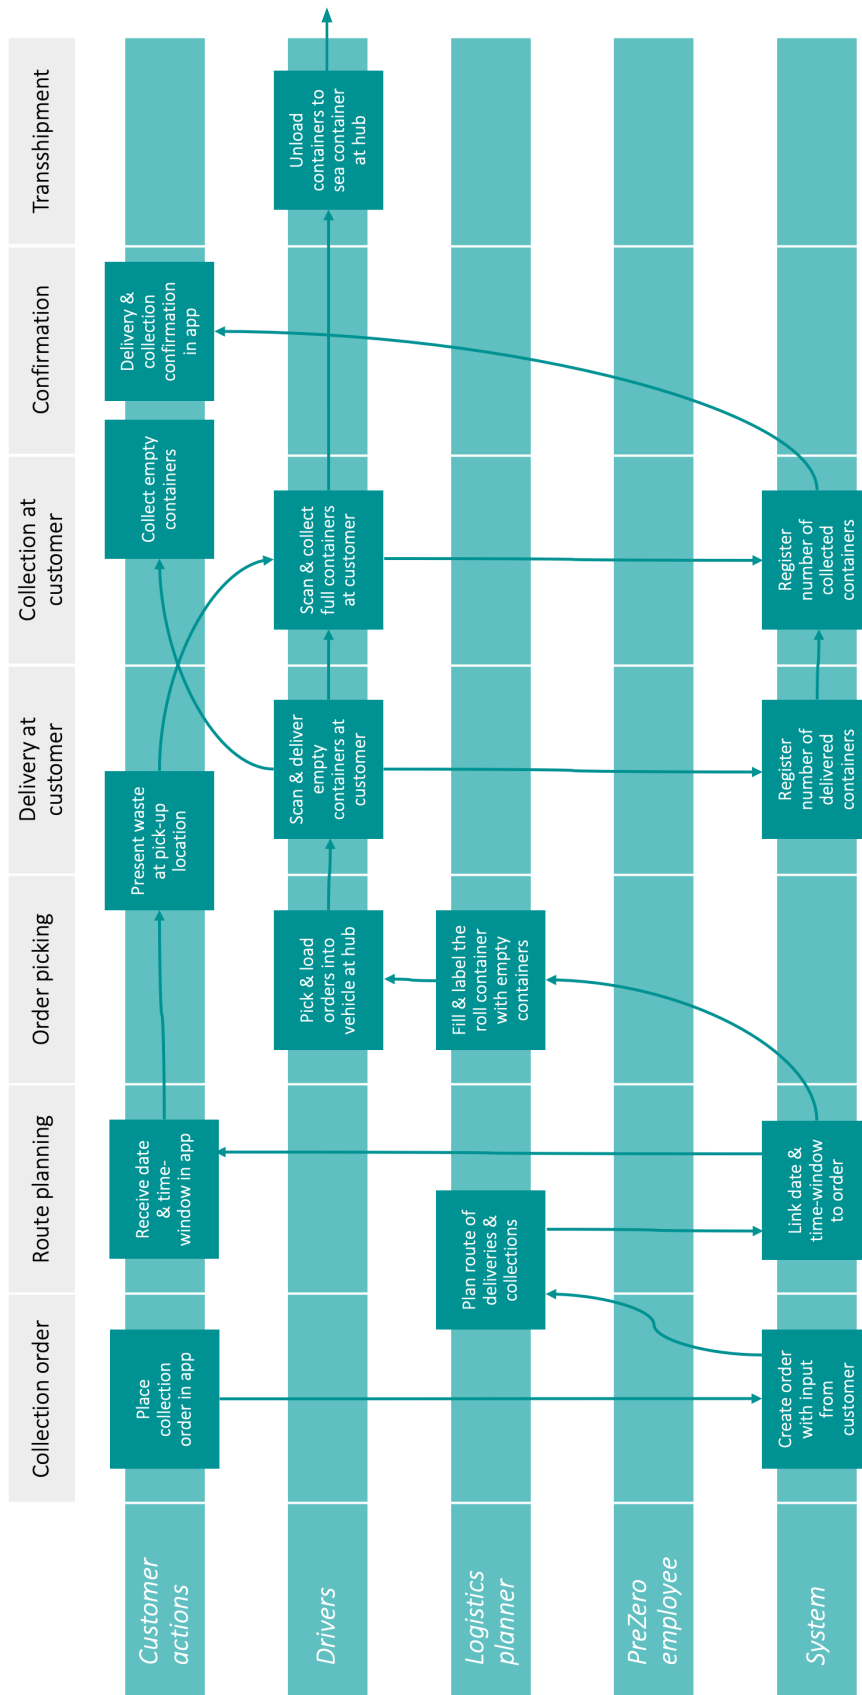 Collection order
Route planning
Order picking
Delivery at
customer
Collection at
customer
Confirmation
Transshipment
Customer
actions
Place
collection
order in app
Receive date
& time-
window in app
Present waste
at pick-up
location
Collect empty
containers
Delivery &
collection
confirmation
in app
Drivers
Pick & load
orders into
vehicle at hub
Scan & deliver
empty
containers at
customer
Scan & collect
full containers
at customer
Unload
containers to
sea container
at hub
Logistics
planner
Plan route of
deliveries &
collections
Fill & label the
roll container
with empty
containers
PreZero
employee
System
Create order
with input
from
customer
Link date &
time-window
to order
Register
number of
delivered
containers
Register
number of
collected
containers